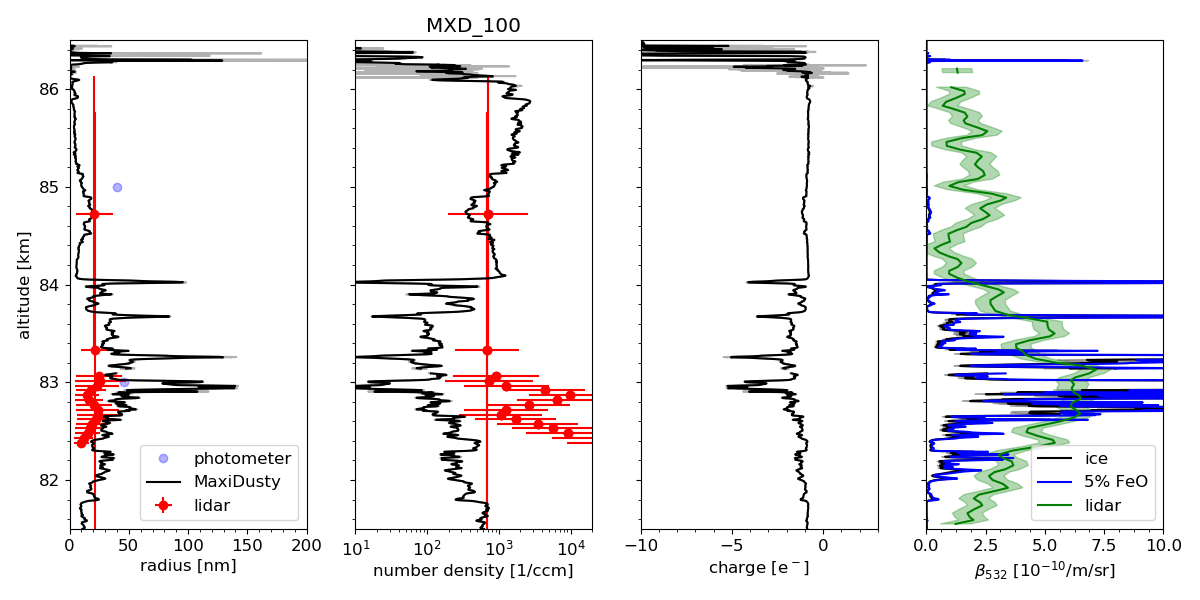 MXD_100
altitude [km]
86
85
84
83
82
photometer
MaxiDusty
lidar
0 50 100 150 200
radius [nm]
10¹ 10² 10³ 10⁴
number density [1/ccm]
−10 −5 0
charge [e⁻]
ice
5% FeO
lidar
0.0 2.5 5.0 7.5 10.0
β₅₃₂ [10⁻¹⁰/m/sr]